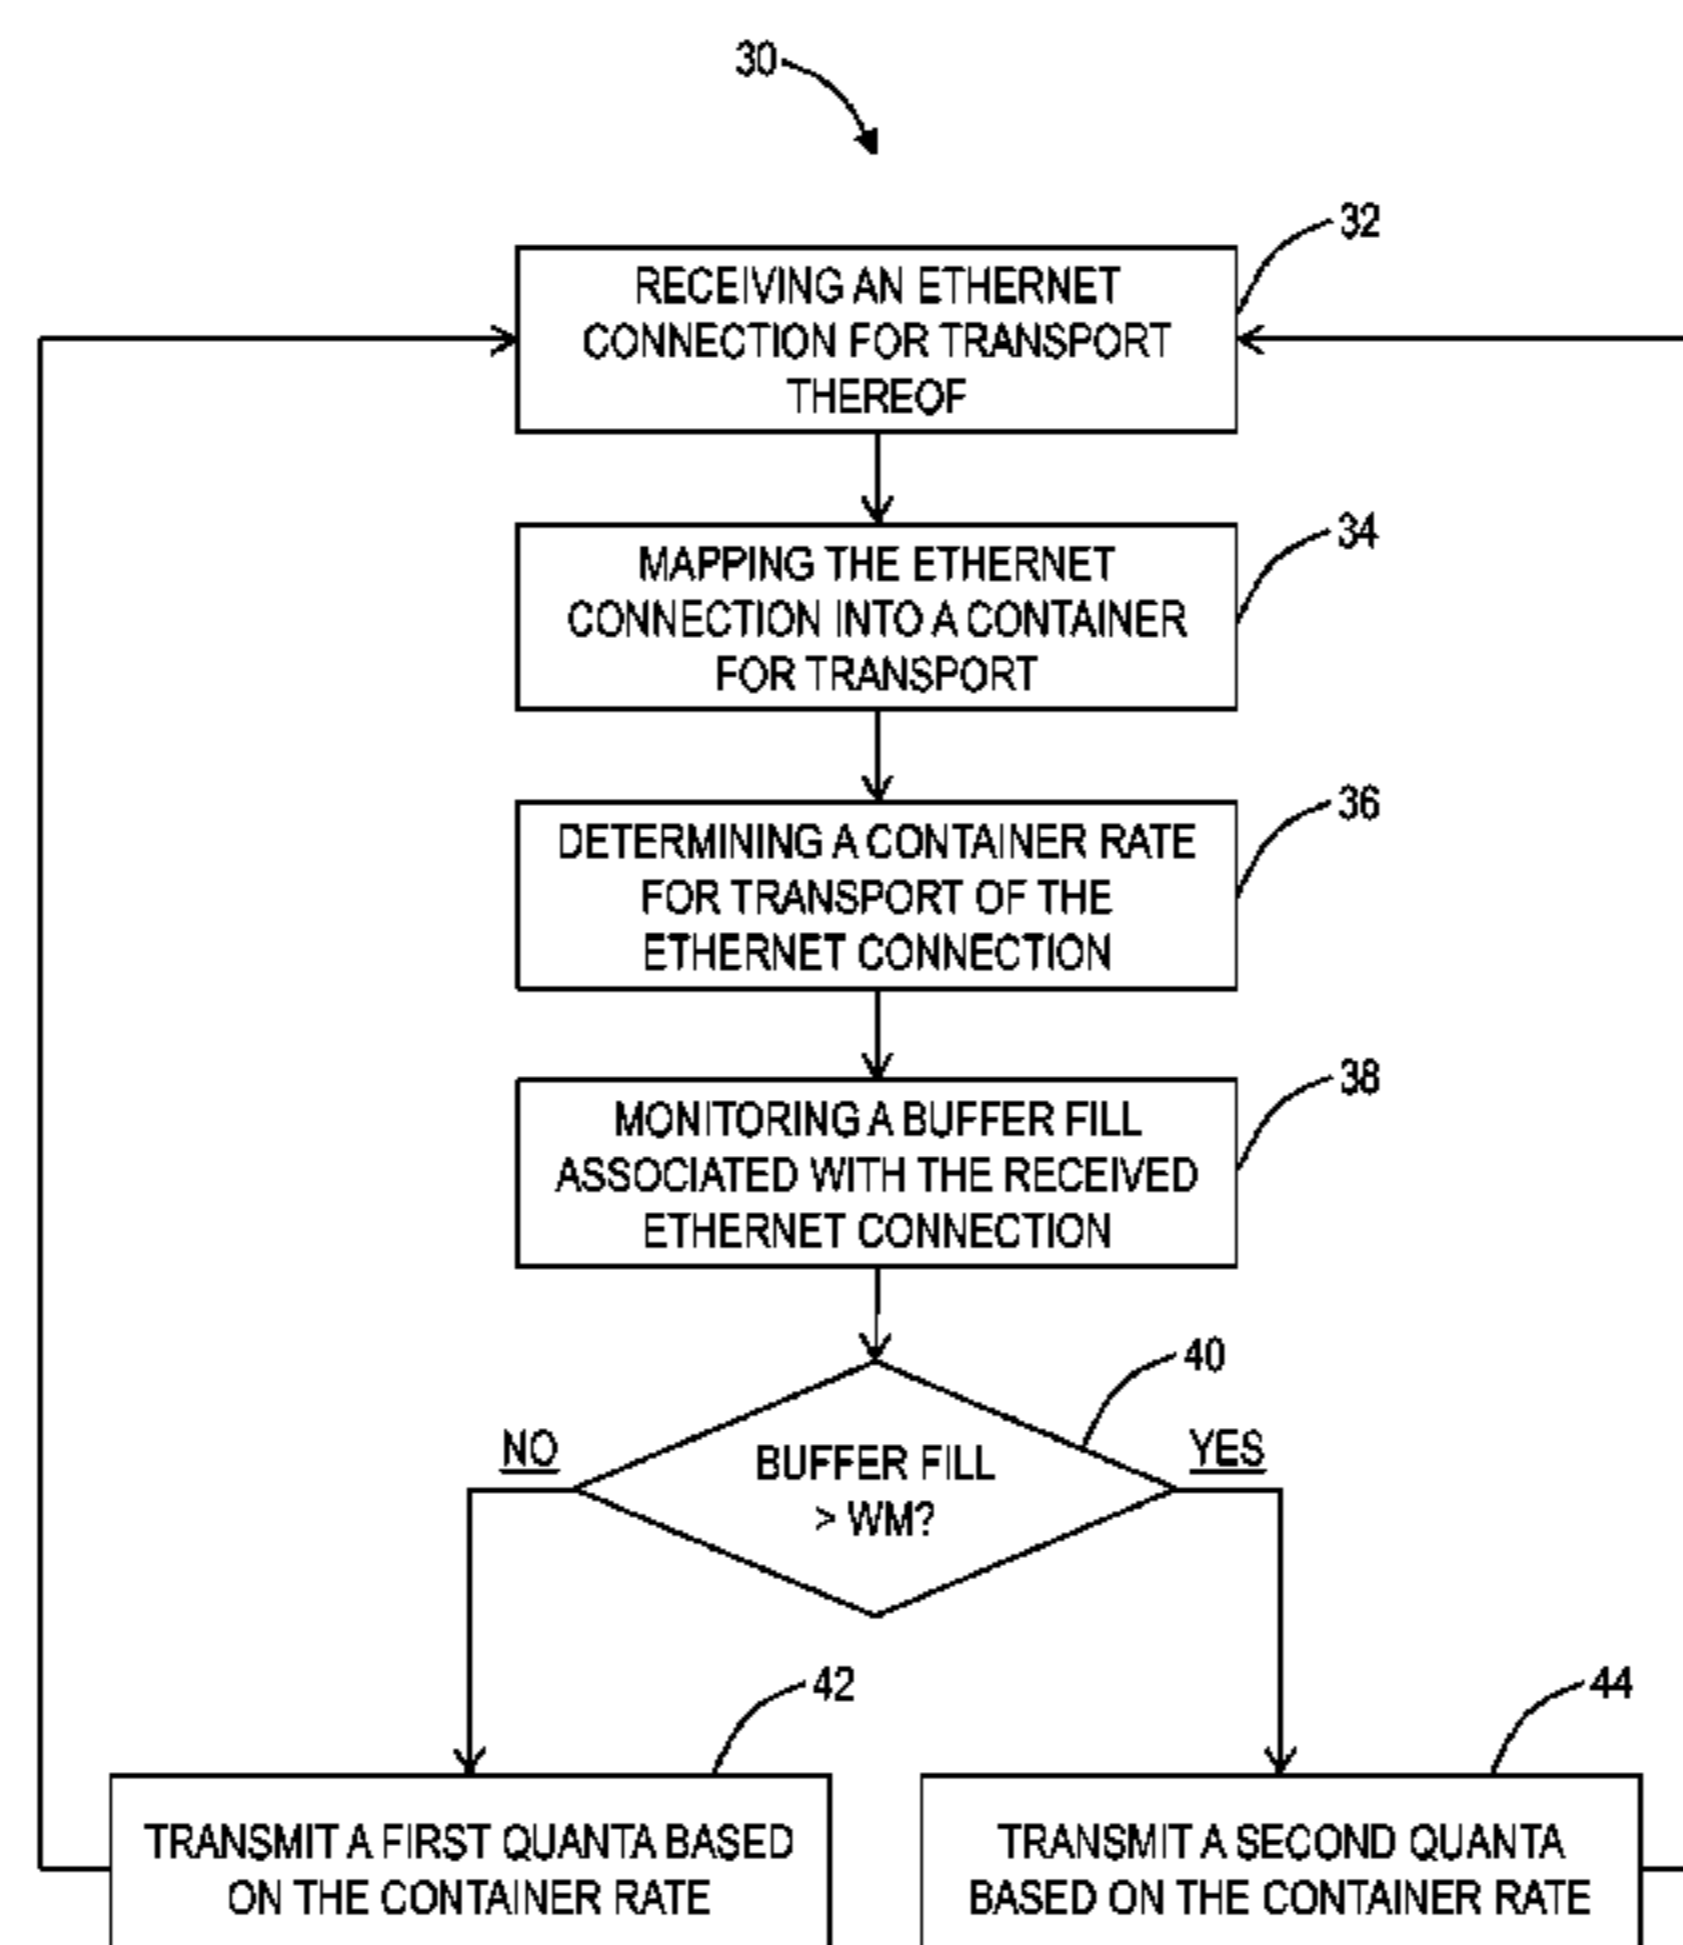 30
32
RECEIVING AN ETHERNET
CONNECTION FOR TRANSPORT
THEREOF
34
MAPPING THE ETHERNET
CONNECTION INTO A CONTAINER
FOR TRANSPORT
36
DETERMINING A CONTAINER RATE
FOR TRANSPORT OF THE
ETHERNET CONNECTION
38
MONITORING A BUFFER FILL
ASSOCIATED WITH THE RECEIVED
ETHERNET CONNECTION
40
NO
BUFFER FILL
> WM?
YES
42
TRANSMIT A FIRST QUANTA BASED
ON THE CONTAINER RATE
44
TRANSMIT A SECOND QUANTA
BASED ON THE CONTAINER RATE